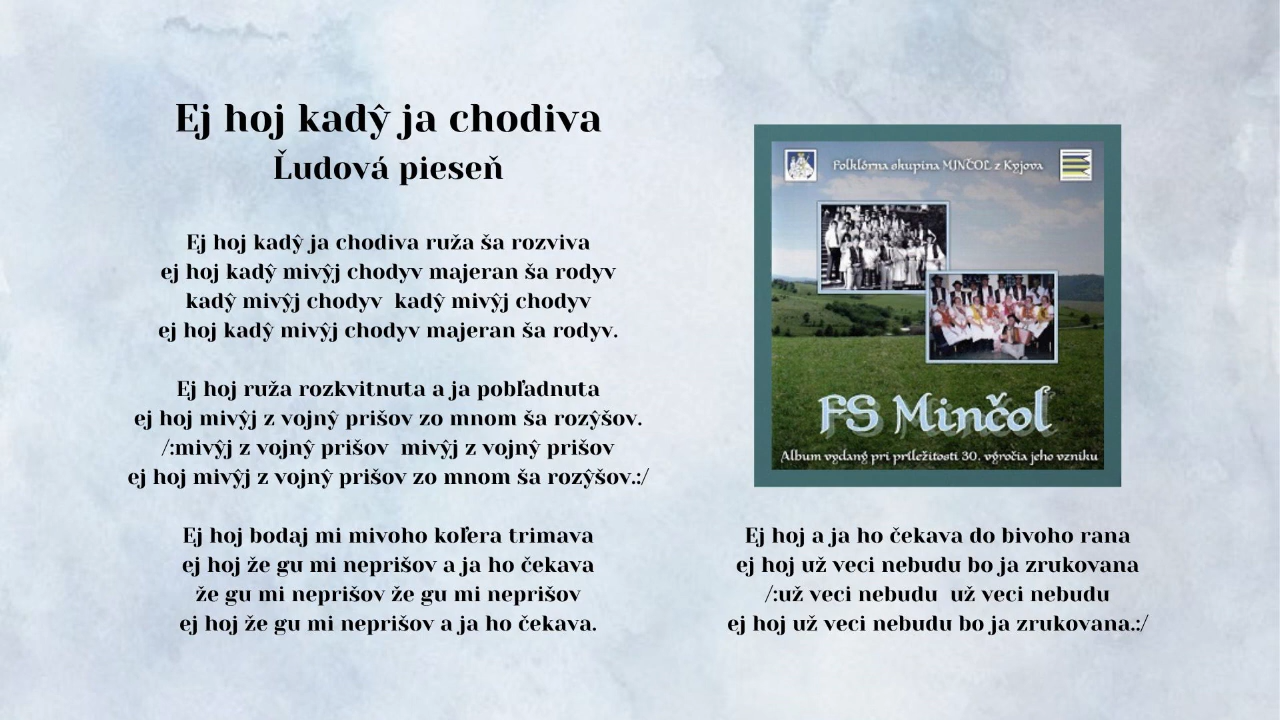 Ej hoj kadŷ ja chodiva
Ľudová pieseň
Ej hoj kadŷ ja chodiva ruža ša rozviva
ej hoj kadŷ mivŷj chodyv majeran ša rodyv
kadŷ mivŷj chodyv  kadŷ mivŷj chodyv
ej hoj kadŷ mivŷj chodyv majeran ša rodyv.
Ej hoj ruža rozkvitnuta a ja pobľadnuta
ej hoj mivŷj z vojnŷ prišov zo mnom ša rozŷšov.
/:mivŷj z vojnŷ prišov  mivŷj z vojnŷ prišov
ej hoj mivŷj z vojnŷ prišov zo mnom ša rozŷšov.:/
Ej hoj bodaj mi mivoho koľera trimava
ej hoj že gu mi neprišov a ja ho čekava
že gu mi neprišov že gu mi neprišov
ej hoj že gu mi neprišov a ja ho čekava.
Folklórna skupina MINČOL z Kyjova
FS Minčol
Album vydaný pri príležitosti 30. výročia jeho vzniku
Ej hoj a ja ho čekava do bivoho rana
ej hoj už veci nebudu bo ja zrukovana
/:už veci nebudu  už veci nebudu
ej hoj už veci nebudu bo ja zrukovana.:/